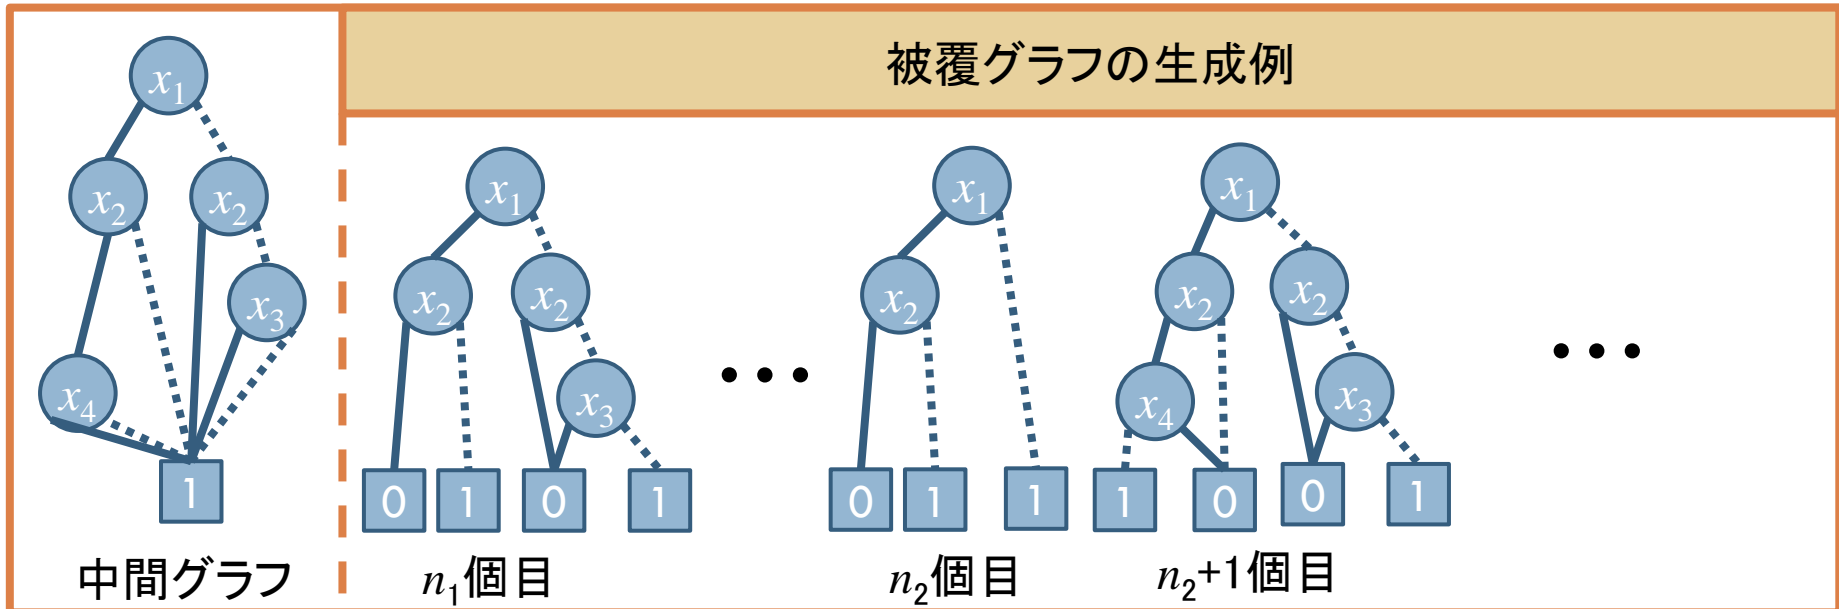 被覆グラフの生成例
x1
x2 x2
x3
x4
1
中間グラフ
x1
x2 x2
x3
0 1 0 1
n1個目
• • •
x1
x2
0 1 1
n2個目
x1
x2 x2
x4 x3
1 0 0 1
n2+1個目
• • •